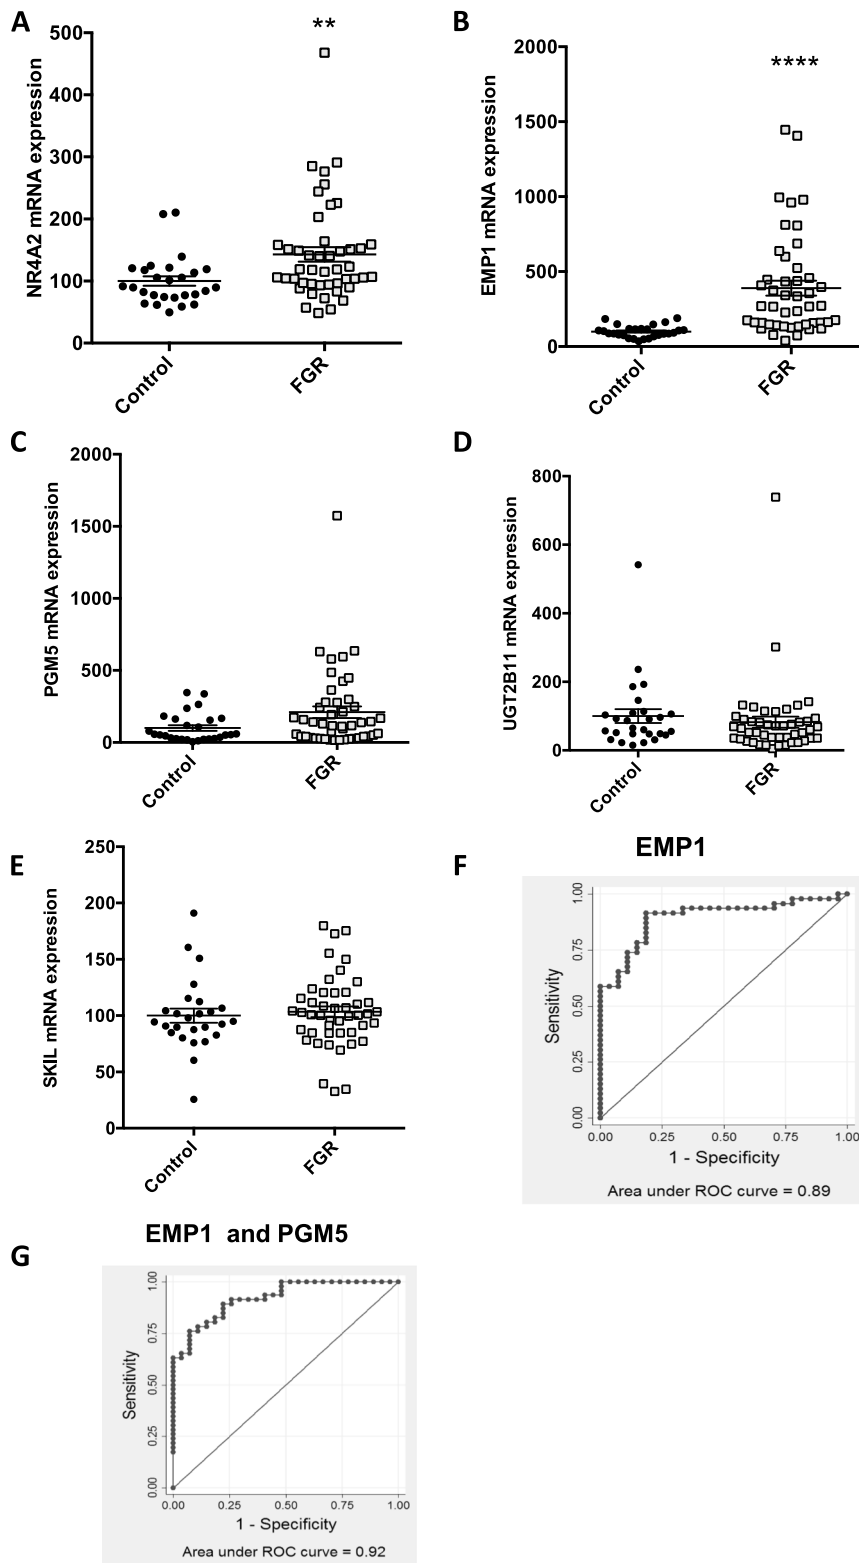 A
NR4A2 mRNA expression
500
400
300
200
100
0
**
Control
FGR
B
EMP1 mRNA expression
2000
1500
1000
500
0
****
Control
FGR
C
PGM5 mRNA expression
2000
1500
1000
500
0
Control
FGR
D
UGT2B11 mRNA expression
800
600
400
200
0
Control
FGR
E
SKIL mRNA expression
250
200
150
100
50
0
Control
FGR
F
EMP1
Sensitivity
1.00
0.75
0.50
0.25
0.00
0.00 0.25 0.50 0.75 1.00
1 - Specificity
Area under ROC curve = 0.89
G
EMP1 and PGM5
Sensitivity
1.00
0.75
0.50
0.25
0.00
0.00 0.25 0.50 0.75 1.00
1 - Specificity
Area under ROC curve = 0.92